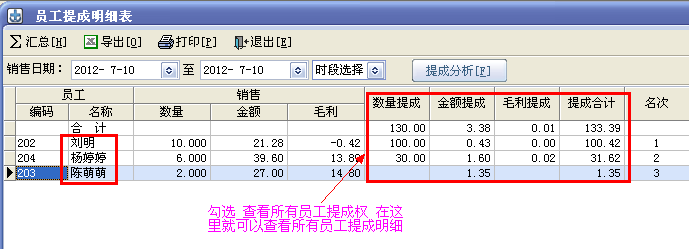 员工提成明细表
∑汇总[H] 导出[O] 打印[P] 退出[E]
销售日期: 2012- 7-10 至 2012- 7-10 时段选择 提成分析[F]
员工 销售 数量提成 金额提成 毛利提成 提成合计 名次
编码 名称 数量 金额 毛利
合 计 130.00 3.38 0.01 133.39
202 刘明 10.000 21.28 -0.42 100.00 0.43 0.00 100.42 1
204 杨婷婷 6.000 39.60 13.89 30.00 1.60 0.02 31.62 2
203 陈萌萌 2.000 27.00 14.80 1.35 1.35 3
勾选 查看所有员工提成权 在这
里就可以查看所有员工提成明细